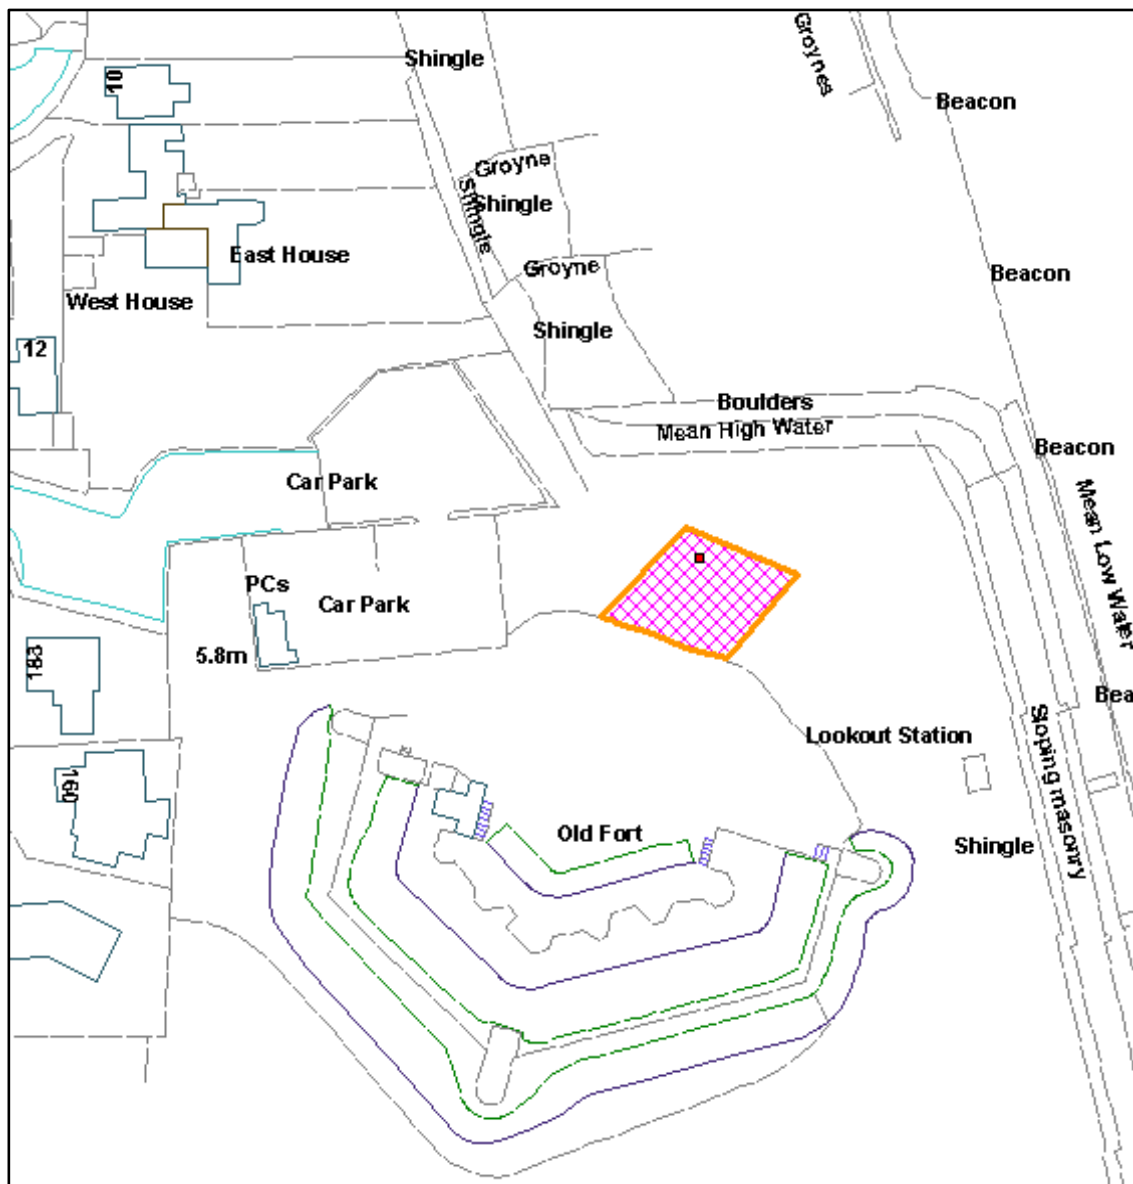 Groynes
Shingle
10
Beacon
Groyne
Shingle
Shingle
East House
Groyne
Beacon
West House
Shingle
12
Boulders
Mean High Water
Beacon
Car Park
Mean Low Water
PCs
Car Park
5.8m
183
Bea
Lookout Station
Sloping masonry
160
Old Fort
Shingle